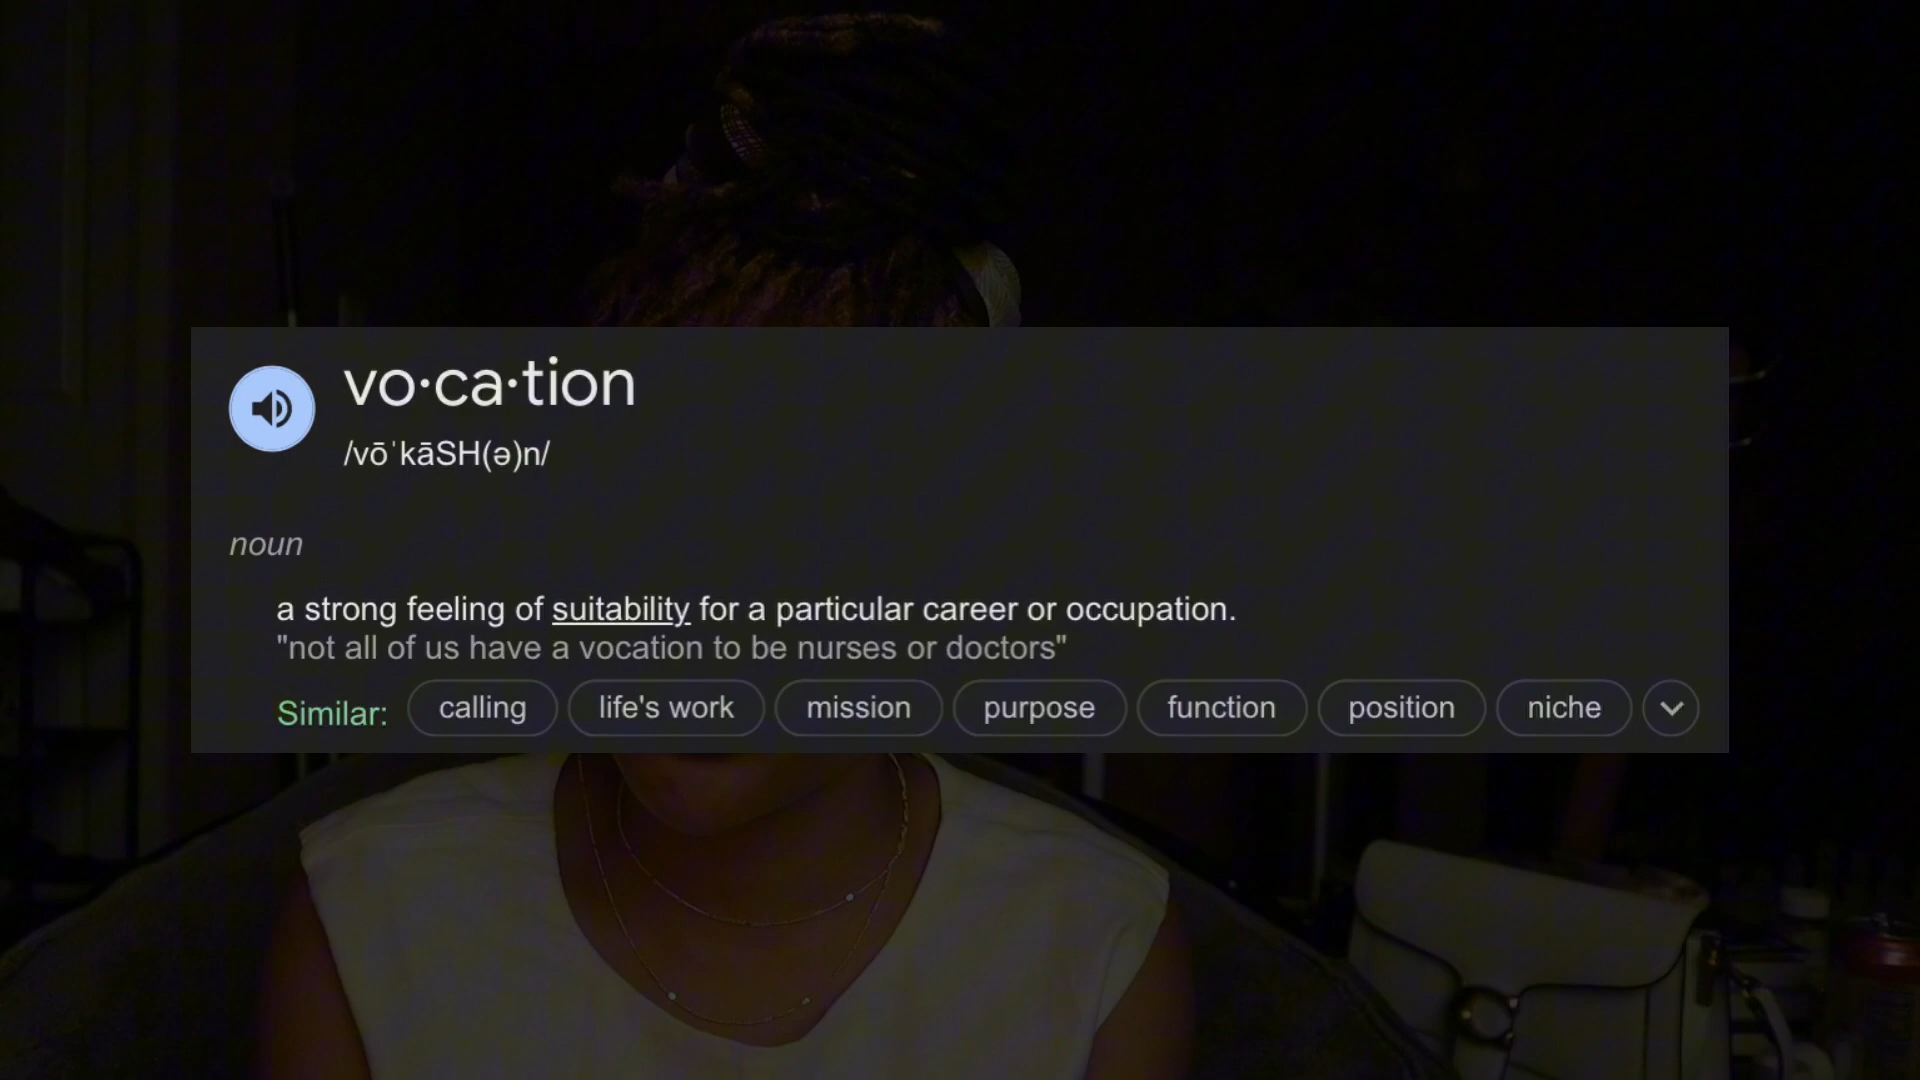 vo·ca·tion
/vōˈkāSH(ə)n/
noun
a strong feeling of suitability for a particular career or occupation.
"not all of us have a vocation to be nurses or doctors"
Similar: calling life's work mission purpose function position niche